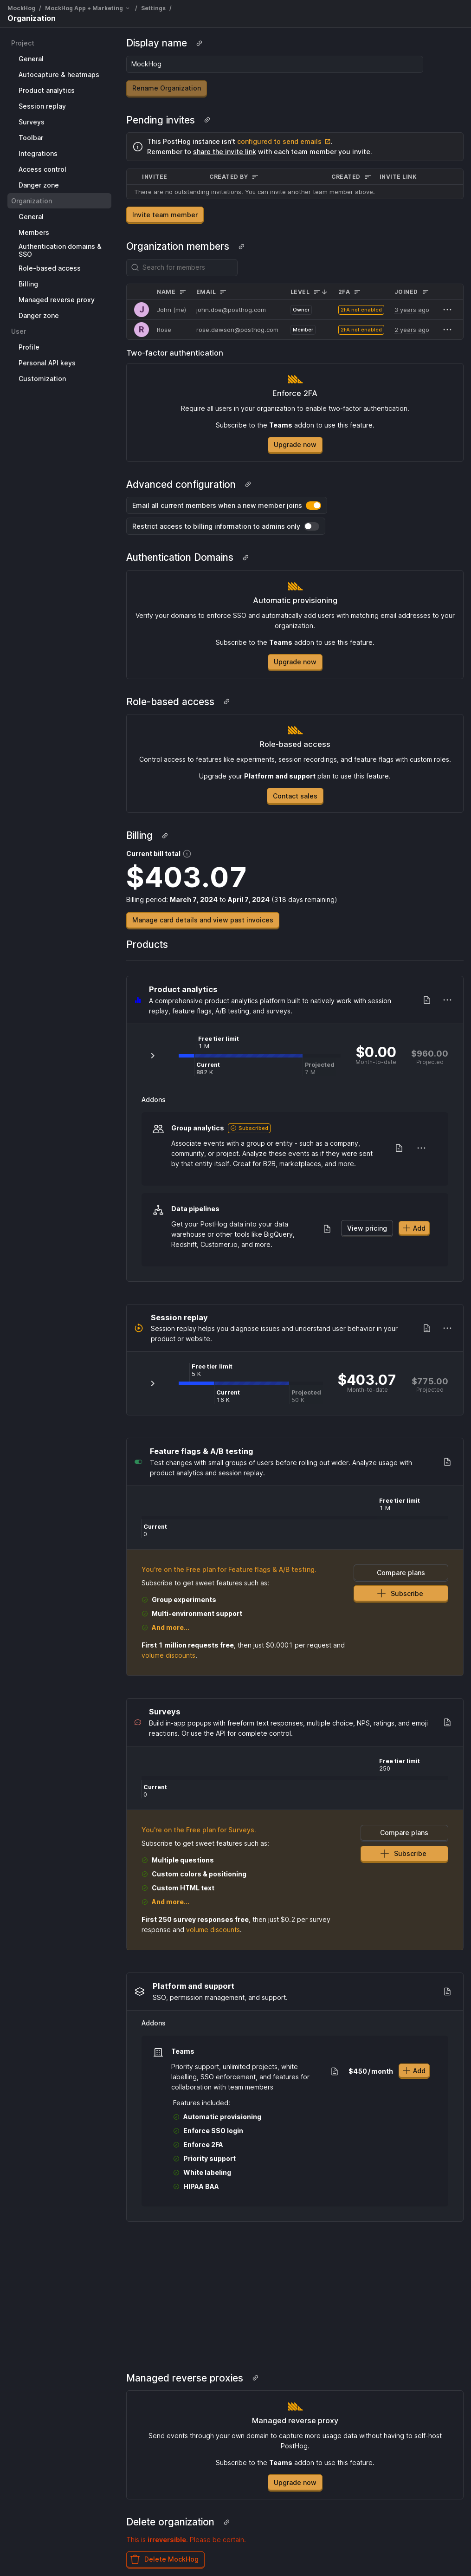 MockHog / MockHog App + Marketing / Settings /
Organization
Project
General
Autocapture & heatmaps
Product analytics
Session replay
Surveys
Toolbar
Integrations
Access control
Danger zone
Organization
General
Members
Authentication domains &
SSO
Role-based access
Billing
Managed reverse proxy
Danger zone
User
Profile
Personal API keys
Customization
Display name
MockHog
Rename Organization
Pending invites
This PostHog instance isn't configured to send emails.
Remember to share the invite link with each team member you invite.
INVITEE CREATED BY CREATED INVITE LINK
There are no outstanding invitations. You can invite another team member above.
Invite team member
Organization members
Search for members
NAME EMAIL LEVEL 2FA JOINED
J John (me) john.doe@posthog.com Owner 2FA not enabled 3 years ago
R Rose rose.dawson@posthog.com Member 2FA not enabled 2 years ago
Two-factor authentication
Enforce 2FA
Require all users in your organization to enable two-factor authentication.
Subscribe to the Teams addon to use this feature.
Upgrade now
Advanced configuration
Email all current members when a new member joins
Restrict access to billing information to admins only
Authentication Domains
Automatic provisioning
Verify your domains to enforce SSO and automatically add users with matching email addresses to your
organization.
Subscribe to the Teams addon to use this feature.
Upgrade now
Role-based access
Role-based access
Control access to features like experiments, session recordings, and feature flags with custom roles.
Upgrade your Platform and support plan to use this feature.
Contact sales
Billing
Current bill total
$403.07
Billing period: March 7, 2024 to April 7, 2024 (318 days remaining)
Manage card details and view past invoices
Products
Product analytics
A comprehensive product analytics platform built to natively work with session
replay, feature flags, A/B testing, and surveys.
Free tier limit
1 M
Current
882 K
Projected
7 M
$0.00
Month-to-date
$960.00
Projected
Addons
Group analytics Subscribed
Associate events with a group or entity - such as a company,
community, or project. Analyze these events as if they were sent
by that entity itself. Great for B2B, marketplaces, and more.
Data pipelines
Get your PostHog data into your data
warehouse or other tools like BigQuery,
Redshift, Customer.io, and more.
View pricing
Add
Session replay
Session replay helps you diagnose issues and understand user behavior in your
product or website.
Free tier limit
5 K
Current
16 K
Projected
50 K
$403.07
Month-to-date
$775.00
Projected
Feature flags & A/B testing
Test changes with small groups of users before rolling out wider. Analyze usage with
product analytics and session replay.
Free tier limit
1 M
Current
0
You're on the Free plan for Feature flags & A/B testing.
Subscribe to get sweet features such as:
Group experiments
Multi-environment support
And more...
First 1 million requests free, then just $0.0001 per request and
volume discounts.
Compare plans
Subscribe
Surveys
Build in-app popups with freeform text responses, multiple choice, NPS, ratings, and emoji
reactions. Or use the API for complete control.
Free tier limit
250
Current
0
You're on the Free plan for Surveys.
Subscribe to get sweet features such as:
Multiple questions
Custom colors & positioning
Custom HTML text
And more...
First 250 survey responses free, then just $0.2 per survey
response and volume discounts.
Compare plans
Subscribe
Platform and support
SSO, permission management, and support.
Addons
Teams
Priority support, unlimited projects, white
labelling, SSO enforcement, and features for
collaboration with team members
$450/month
Add
Features included:
Automatic provisioning
Enforce SSO login
Enforce 2FA
Priority support
White labeling
HIPAA BAA
Managed reverse proxies
Managed reverse proxy
Send events through your own domain to capture more usage data without having to self-host
PostHog.
Subscribe to the Teams addon to use this feature.
Upgrade now
Delete organization
This is irreversible. Please be certain.
Delete MockHog